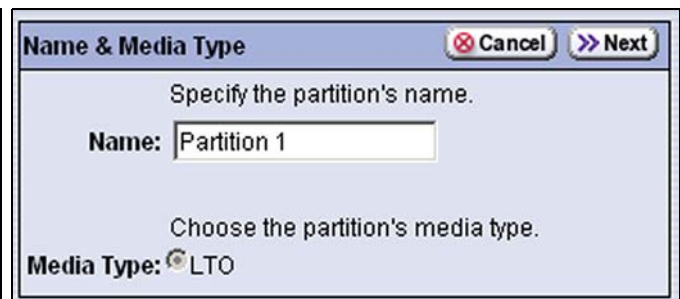 Name & Media Type Cancel Next
Specify the partition's name.
Name: Partition 1
Choose the partition's media type.
Media Type: LTO